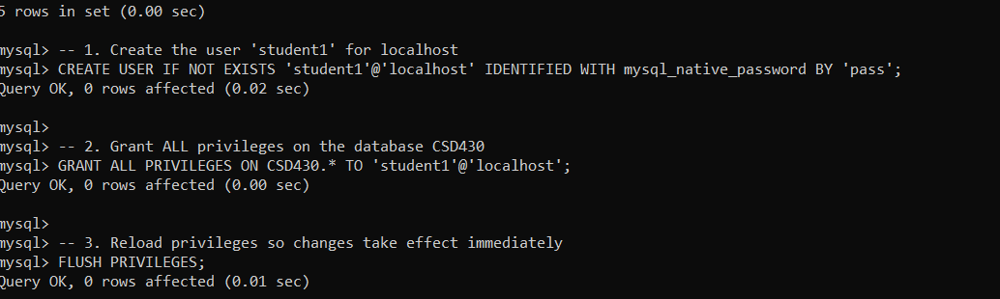 5 rows in set (0.00 sec)
mysql> -- 1. Create the user 'student1' for localhost
mysql> CREATE USER IF NOT EXISTS 'student1'@'localhost' IDENTIFIED WITH mysql_native_password BY 'pass';
Query OK, 0 rows affected (0.02 sec)
mysql>
mysql> -- 2. Grant ALL privileges on the database CSD430
mysql> GRANT ALL PRIVILEGES ON CSD430.* TO 'student1'@'localhost';
Query OK, 0 rows affected (0.00 sec)
mysql>
mysql> -- 3. Reload privileges so changes take effect immediately
mysql> FLUSH PRIVILEGES;
Query OK, 0 rows affected (0.01 sec)